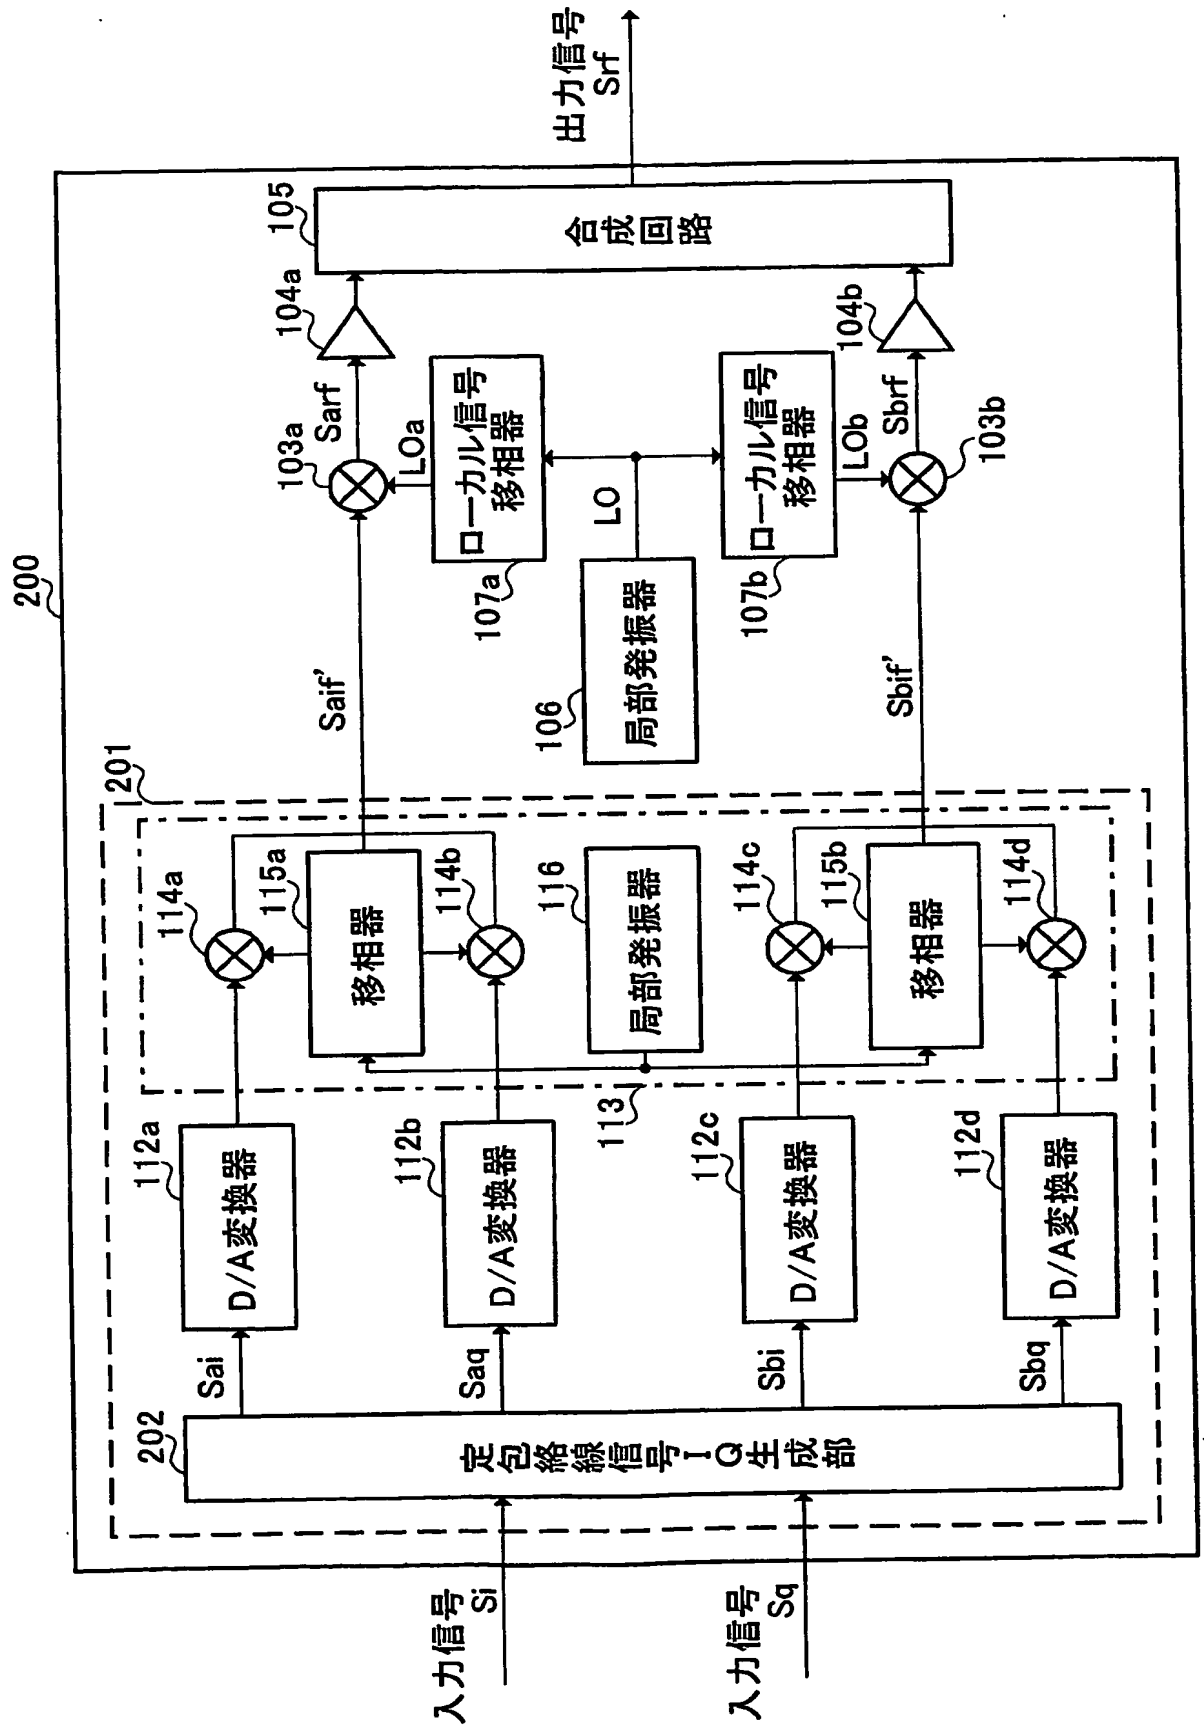 200
201
202
定包絡線信号IQ生成部
入力信号
Si
入力信号
Sq
Sai
Saq
Sbi
Sbq
112a
D/A変換器
112b
D/A変換器
112c
D/A変換器
112d
D/A変換器
113
114a
115a
移相器
114b
116
局部発振器
114c
115b
移相器
114d
Saif'
Sbif'
106
局部発振器
LO
107a
ローカル信号
移相器
LOa
107b
ローカル信号
移相器
LOb
103a
Sarf
103b
Sbrf
104a
104b
105
合成回路
出力信号
Srf